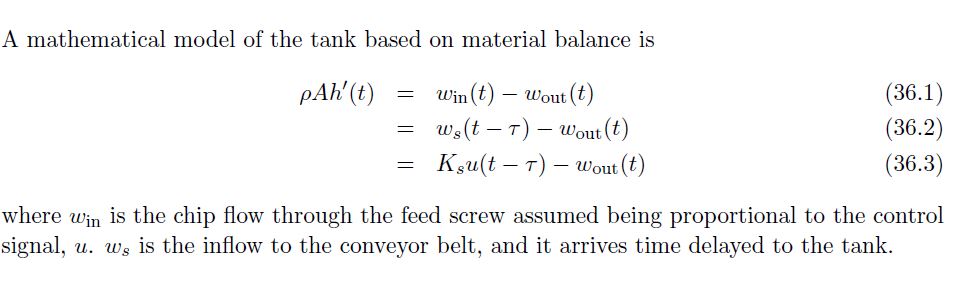 A mathematical model of the tank based on material balance is
ρAh′(t) = w_in(t) − w_out(t) (36.1)
= w_s(t − τ) − w_out(t) (36.2)
= K_s u(t − τ) − w_out(t) (36.3)
where w_in is the chip flow through the feed screw assumed being proportional to the control
signal, u. w_s is the inflow to the conveyor belt, and it arrives time delayed to the tank.